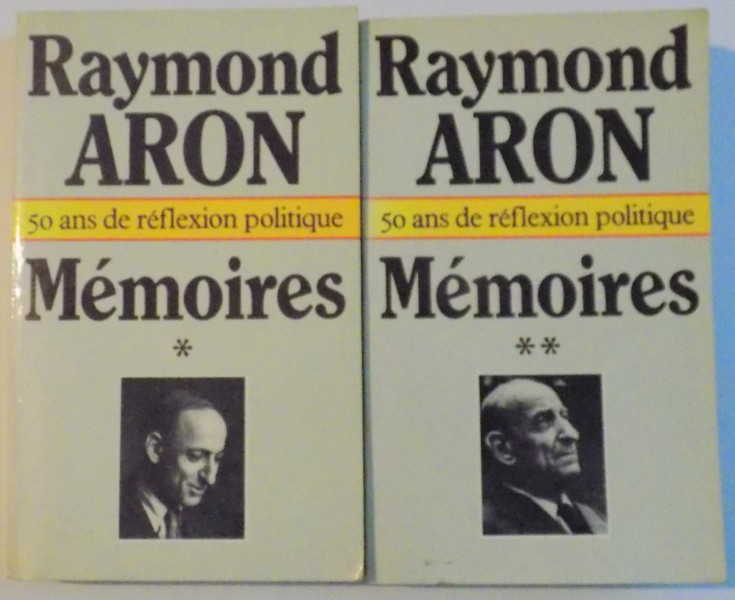 Raymond
ARON
50 ans de réflexion politique
Mémoires
*
Raymond
ARON
50 ans de réflexion politique
Mémoires
**